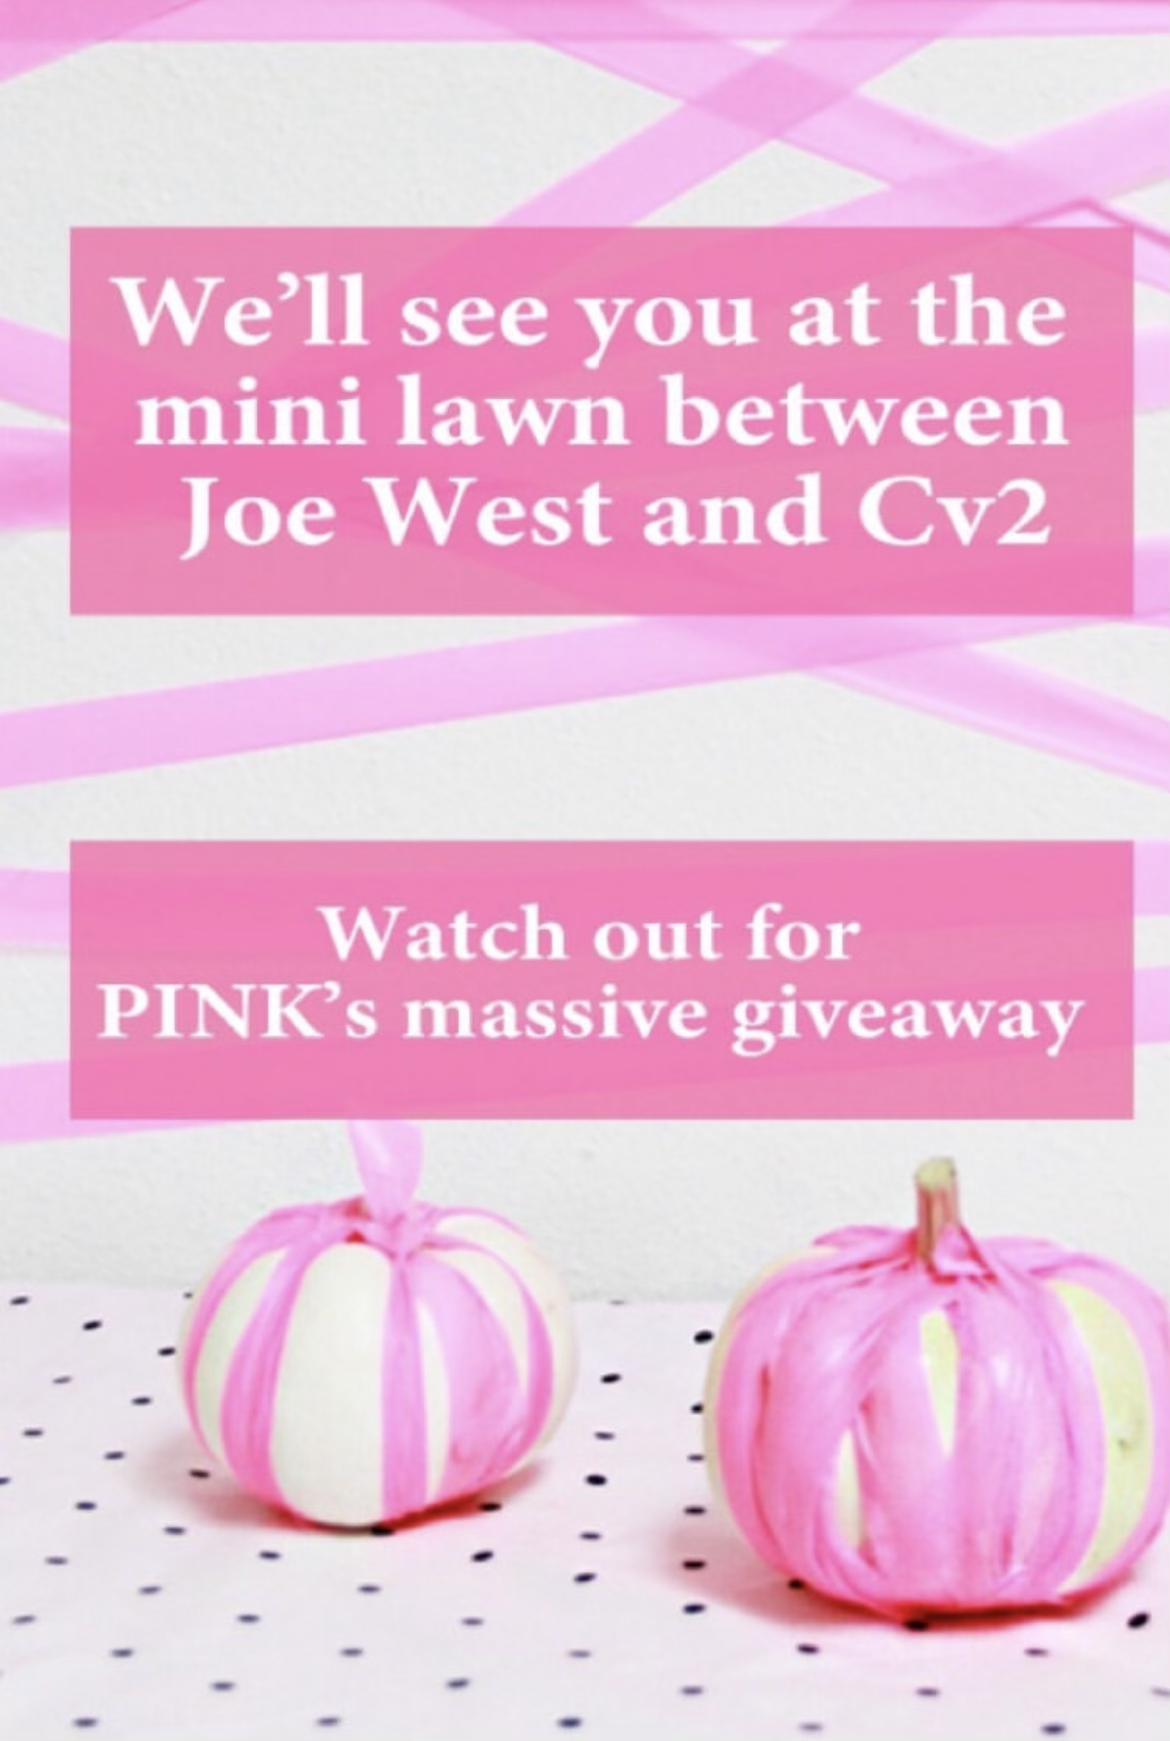 We’ll see you at the
mini lawn between
Joe West and Cv2
Watch out for
PINK’s massive giveaway